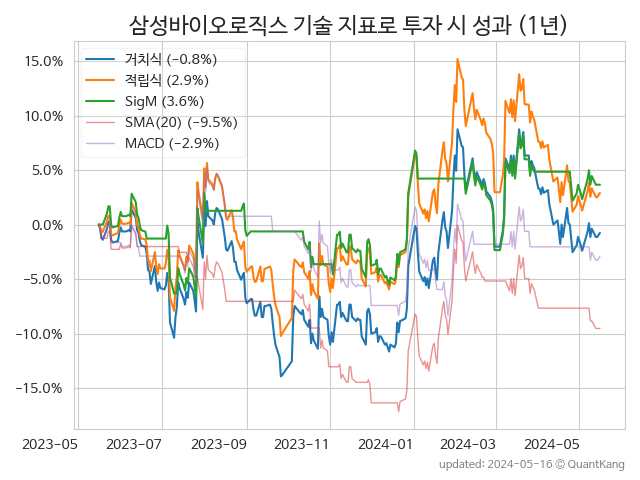 삼성바이오로직스 기술 지표로 투자 시 성과 (1년)
거치식 (−0.8%)
적립식 (2.9%)
SigM (3.6%)
SMA(20) (−9.5%)
MACD (−2.9%)
15.0%
10.0%
5.0%
0.0%
−5.0%
−10.0%
−15.0%
2023−05 2023−07 2023−09 2023−11 2024−01 2024−03 2024−05
updated: 2024−05−16 ⓒ QuantKang